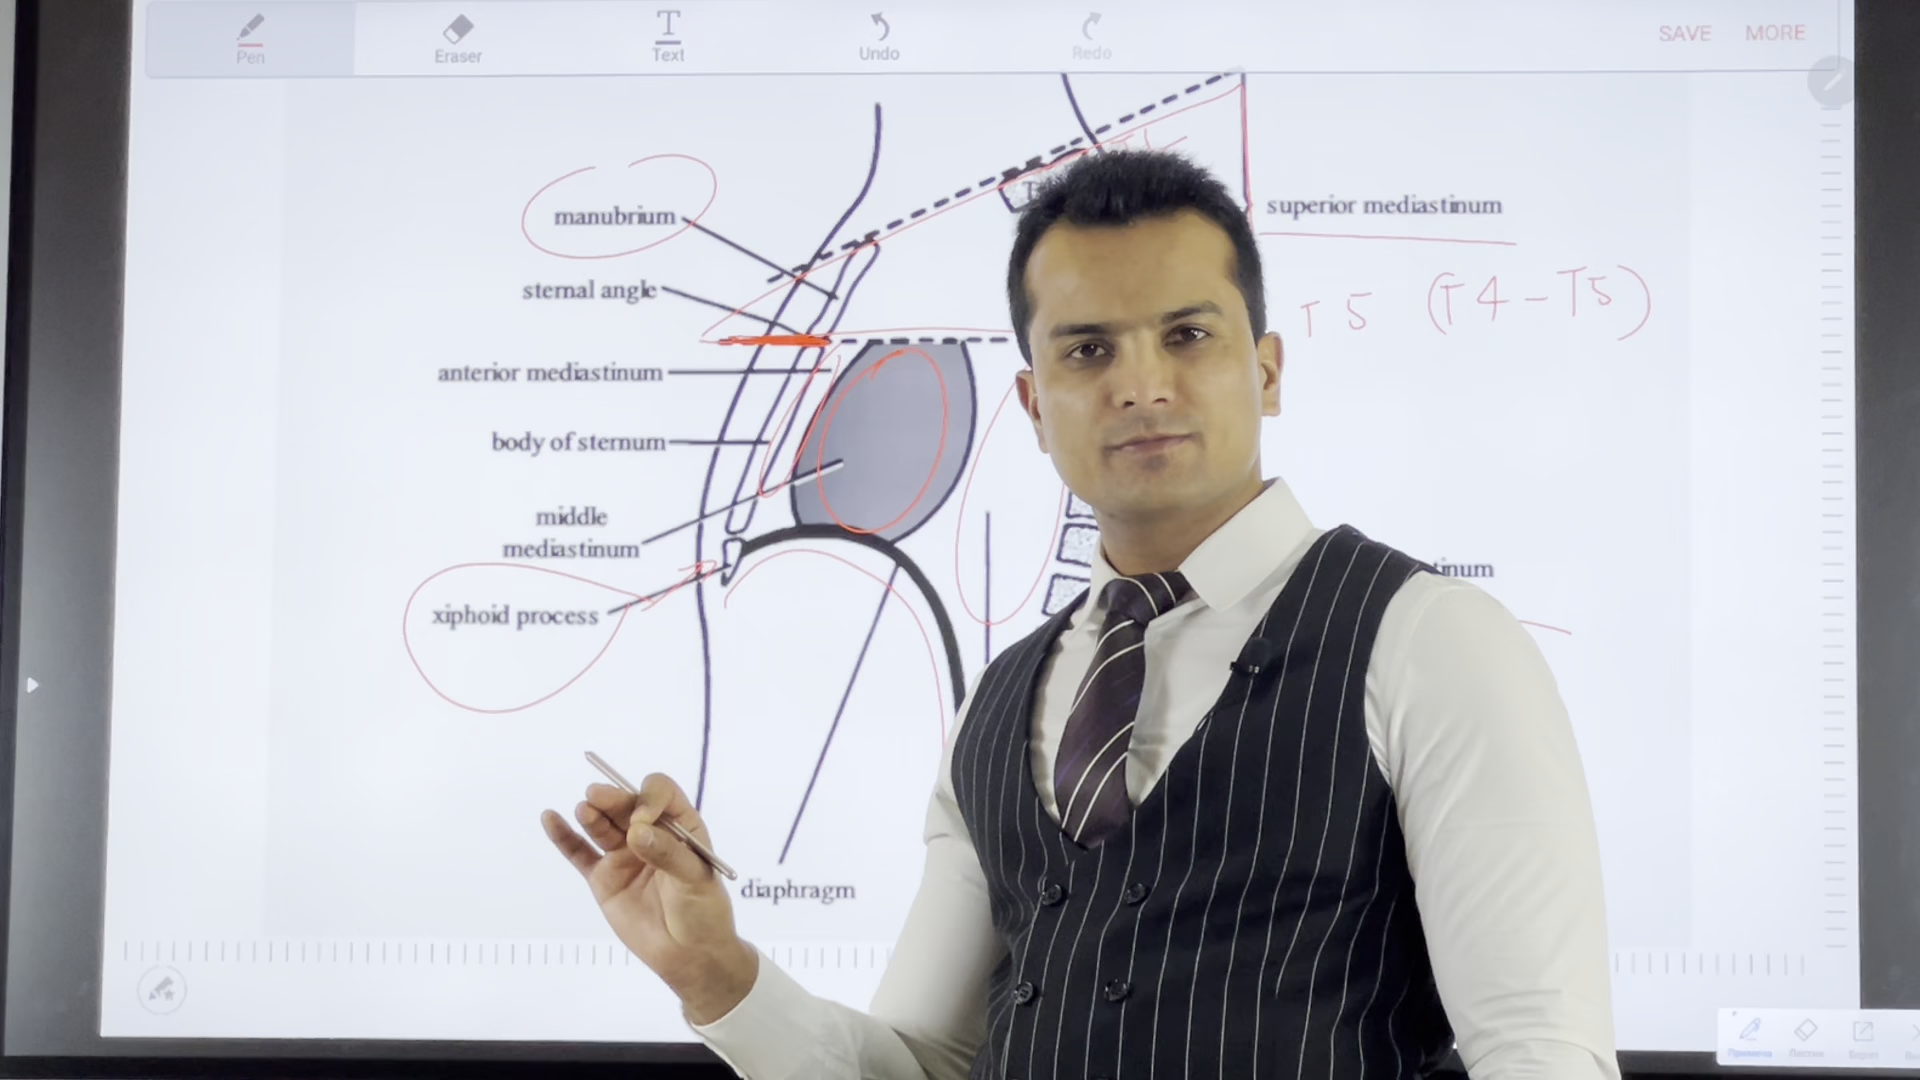 Pen
Eraser
Text
Undo
Redo
SAVE
MORE
manubrium
superior mediastinum
sternal angle
T5 (T4-T5)
anterior mediastinum
body of sternum
middle
mediastinum
xiphoid process
diaphragm